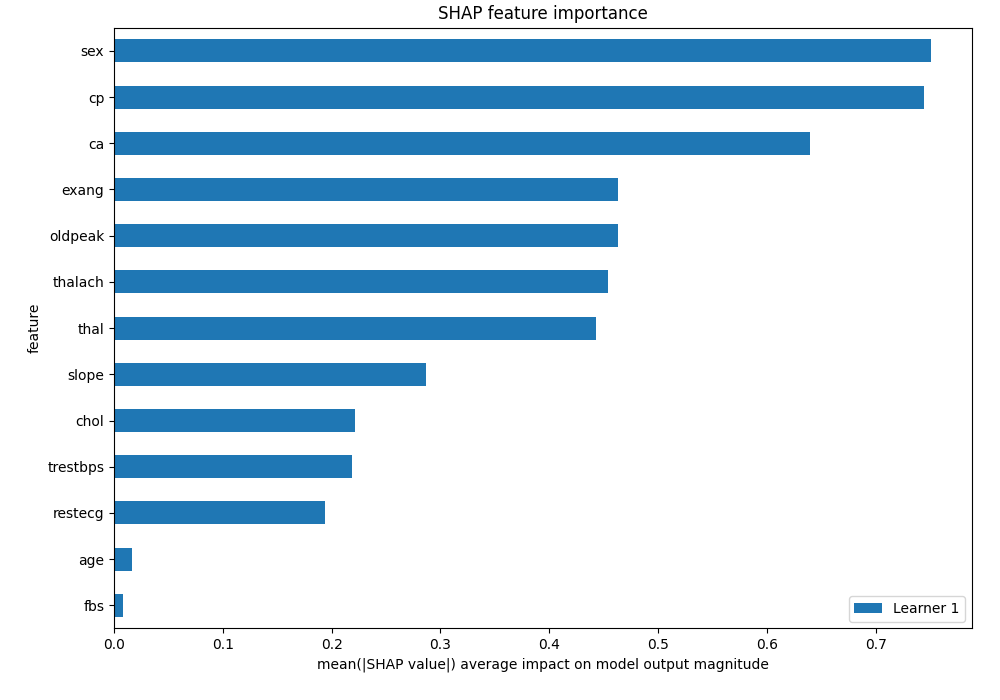 SHAP feature importance
sex
cp
ca
exang
oldpeak
thalach
thal
slope
chol
trestbps
restecg
age
fbs
feature
Learner 1
0.0 0.1 0.2 0.3 0.4 0.5 0.6 0.7
mean(|SHAP value|) average impact on model output magnitude